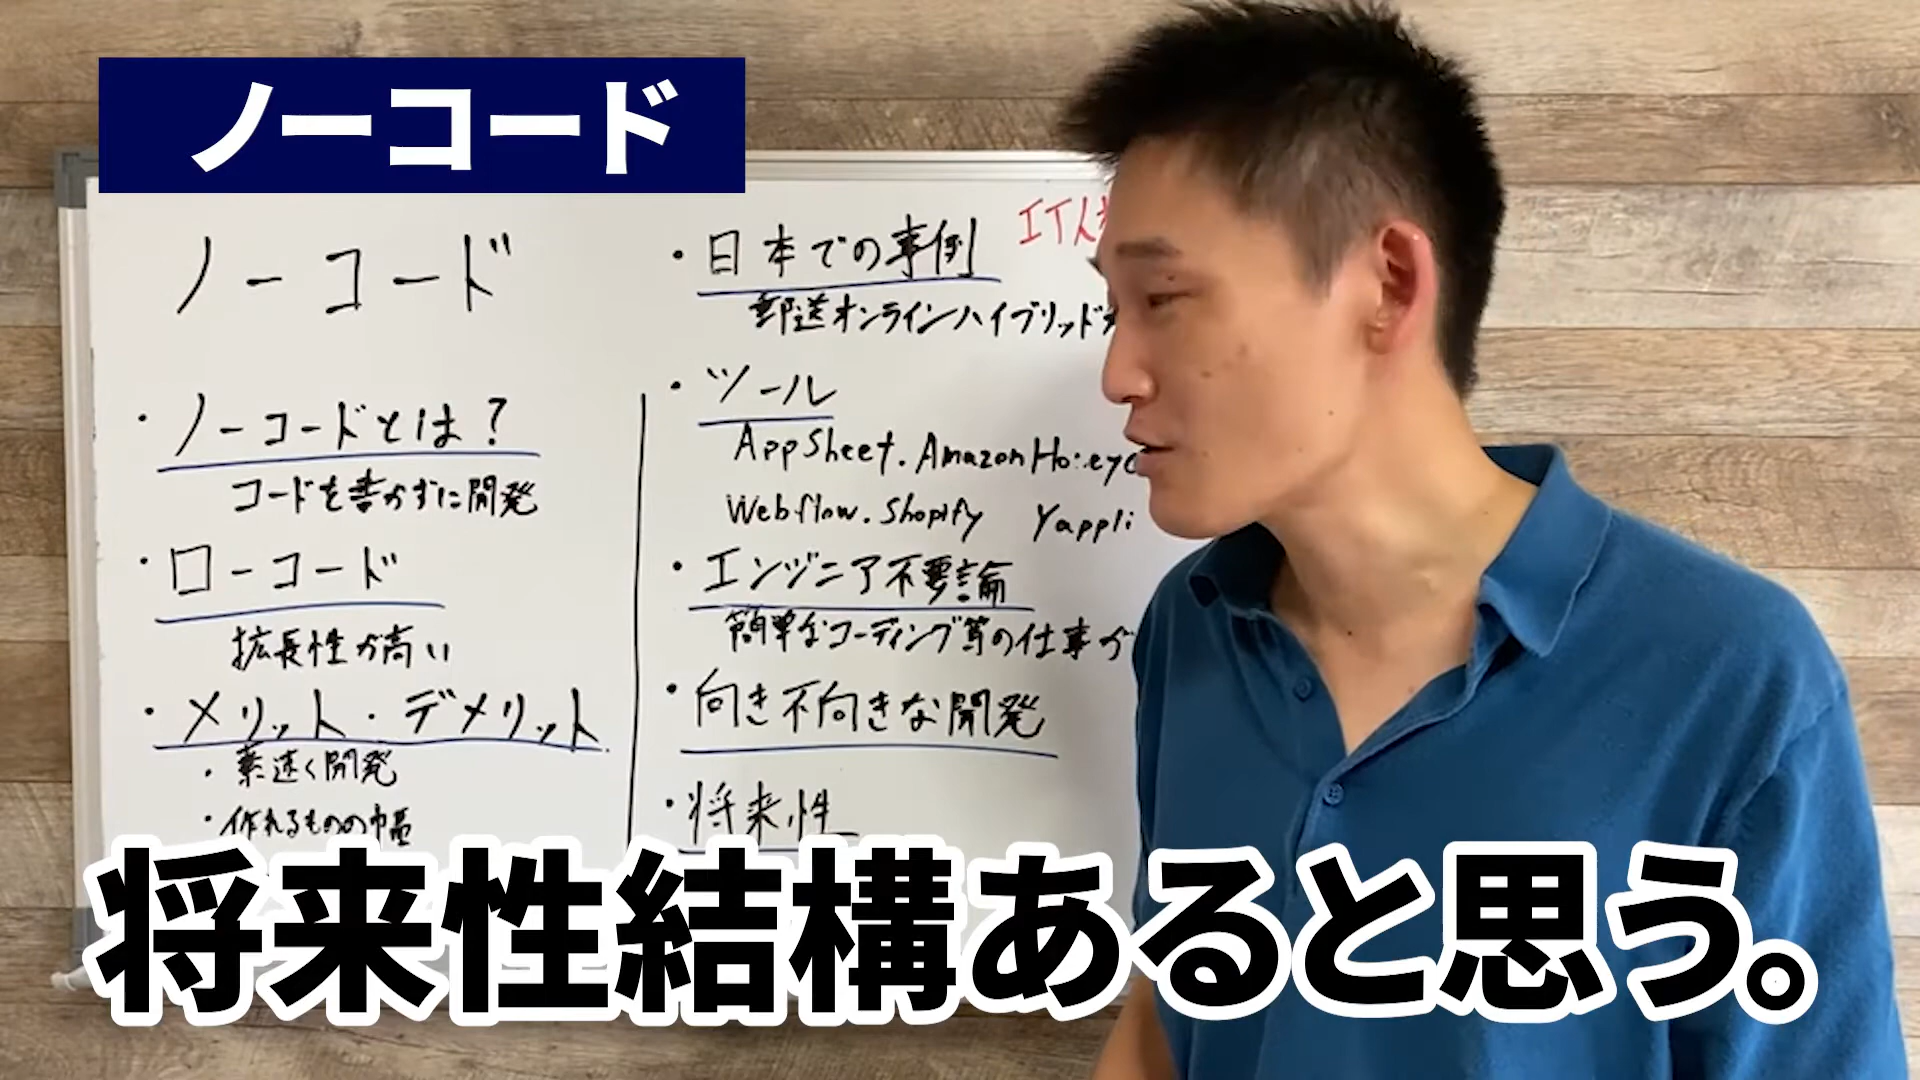 ノーコード
ノーコード
・ノーコードとは?
コードを書かずに開発
・ローコード
拡長性が高い
・メリット・デメリット
・素速く開発
・作れるものの幅
・日本での事例
IT人
郵送オンラインハイブリッド
・ツール
AppSheet. Amazon
Webflow. Shopify Yappli
・エンジニア不要論
簡単なコーディング等の仕事が
・向き不向きな開発
・将来性
将来性結構あると思う。